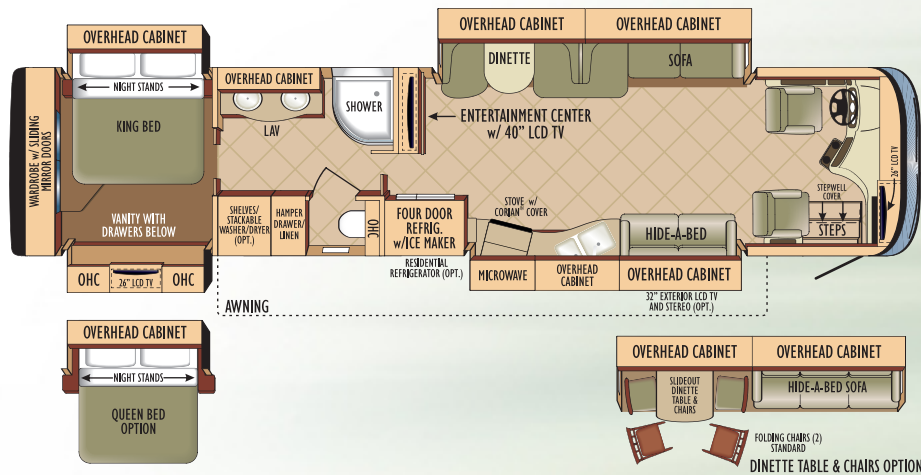 OVERHEAD CABINET
NIGHT STANDS
KING BED
WARDROBE w/ SLIDING
MIRROR DOORS
VANITY WITH
DRAWERS BELOW
OHC
26" LCD TV
OHC
OVERHEAD CABINET
LAV
SHOWER
ENTERTAINMENT CENTER
w/ 40" LCD TV
OVERHEAD CABINET
OVERHEAD CABINET
DINETTE
SOFA
26" LCD TV
STEPWELL
COVER
STEPS
SHELVES/
STACKABLE
WASHER/DRYER
(OPT.)
HAMPER
DRAWER/
LINEN
OHC
FOUR DOOR
REFRIG.
w/ICE MAKER
RESIDENTIAL
REFRIGERATOR (OPT.)
STOVE w/
CORIAN® COVER
HIDE-A-BED
MICROWAVE
OVERHEAD
CABINET
OVERHEAD CABINET
32" EXTERIOR LCD TV
AND STEREO (OPT.)
AWNING
OVERHEAD CABINET
NIGHT STANDS
QUEEN BED
OPTION
OVERHEAD CABINET
OVERHEAD CABINET
SLIDEOUT
DINETTE
TABLE &
CHAIRS
HIDE-A-BED SOFA
FOLDING CHAIRS (2)
STANDARD
DINETTE TABLE & CHAIRS OPTION